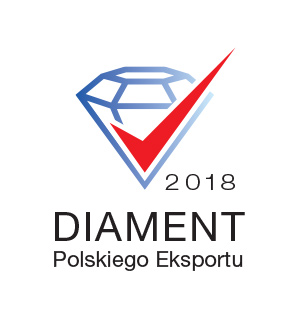 2018
DIAMENT
Polskiego Eksportu